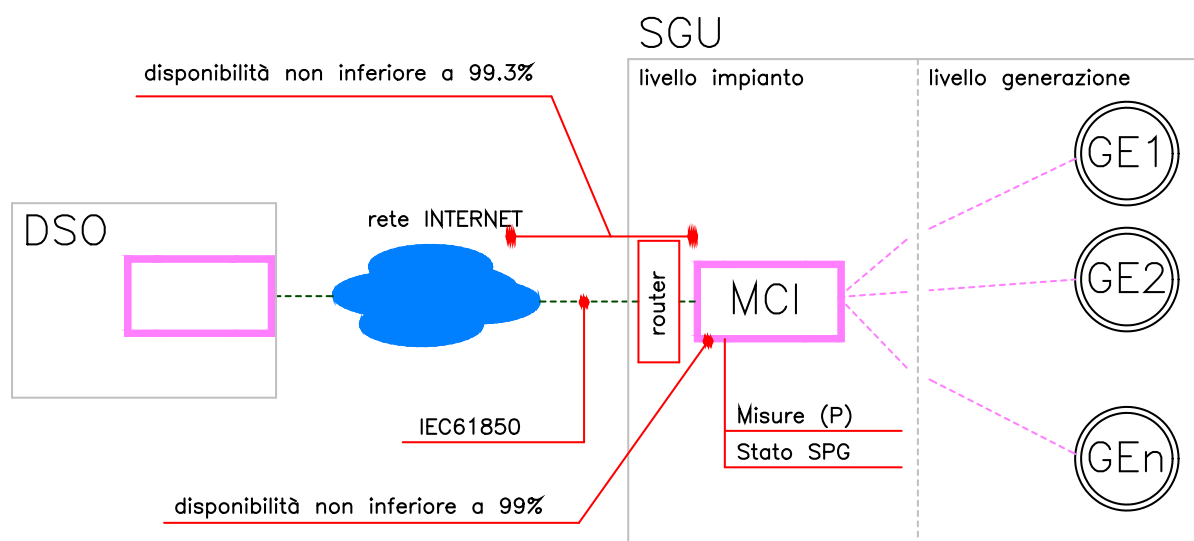 SGU
disponibilità non inferiore a 99.3%
livello impianto
livello generazione
GE1
rete INTERNET
DSO
GE2
router
MCI
Misure (P)
IEC61850
Stato SPG
GEn
disponibilità non inferiore a 99%